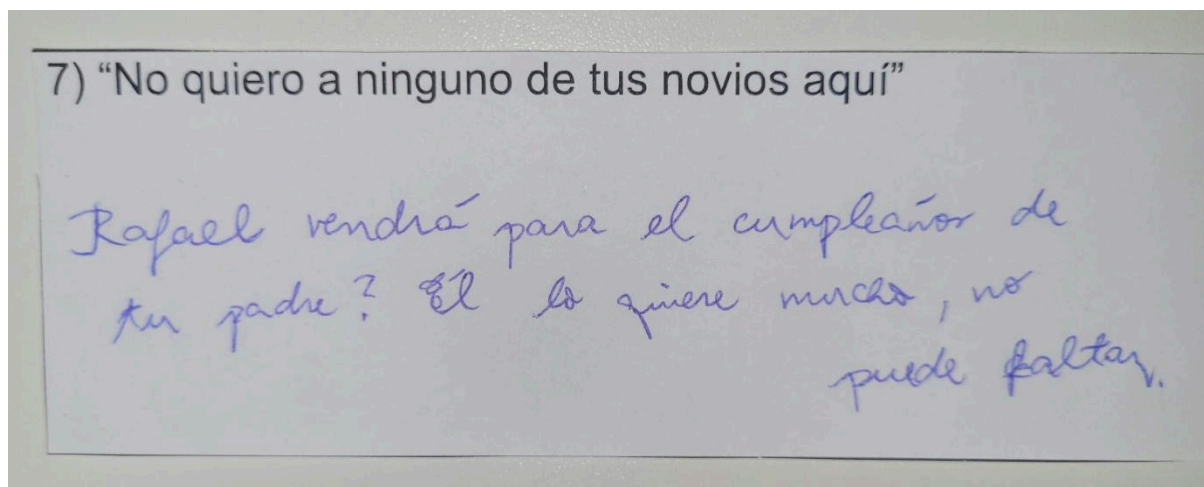 7) “No quiero a ninguno de tus novios aquí”
Rafael vendrá para el cumpleaños de
tu padre? Él lo quiere mucho, no
puede faltar.